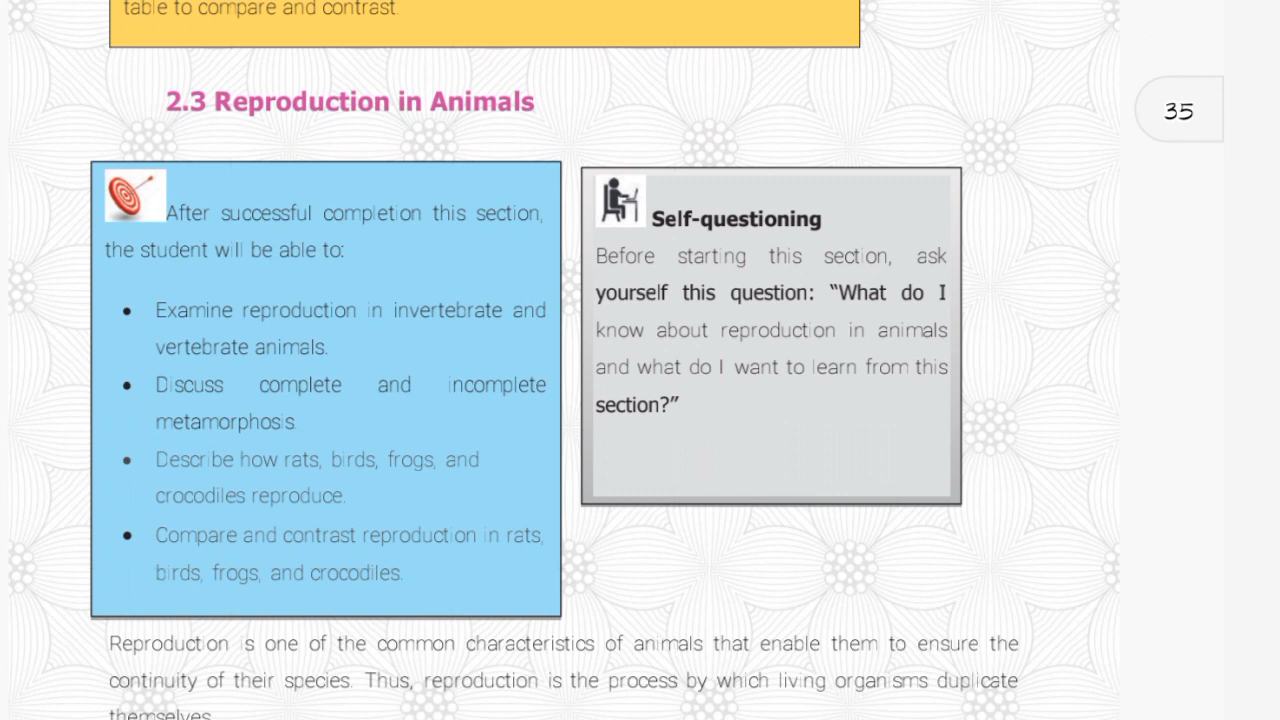 table to compare and contrast.
2.3 Reproduction in Animals
35
After successful completion this section,
the student will be able to:
• Examine reproduction in invertebrate and
vertebrate animals.
• Discuss complete and incomplete
metamorphosis.
• Describe how rats, birds, frogs, and
crocodiles reproduce.
• Compare and contrast reproduction in rats,
birds, frogs, and crocodiles.
Self-questioning
Before starting this section, ask
yourself this question: “What do I
know about reproduction in animals
and what do I want to learn from this
section?”
Reproduction is one of the common characteristics of animals that enable them to ensure the
continuity of their species. Thus, reproduction is the process by which living organisms duplicate
themselves.